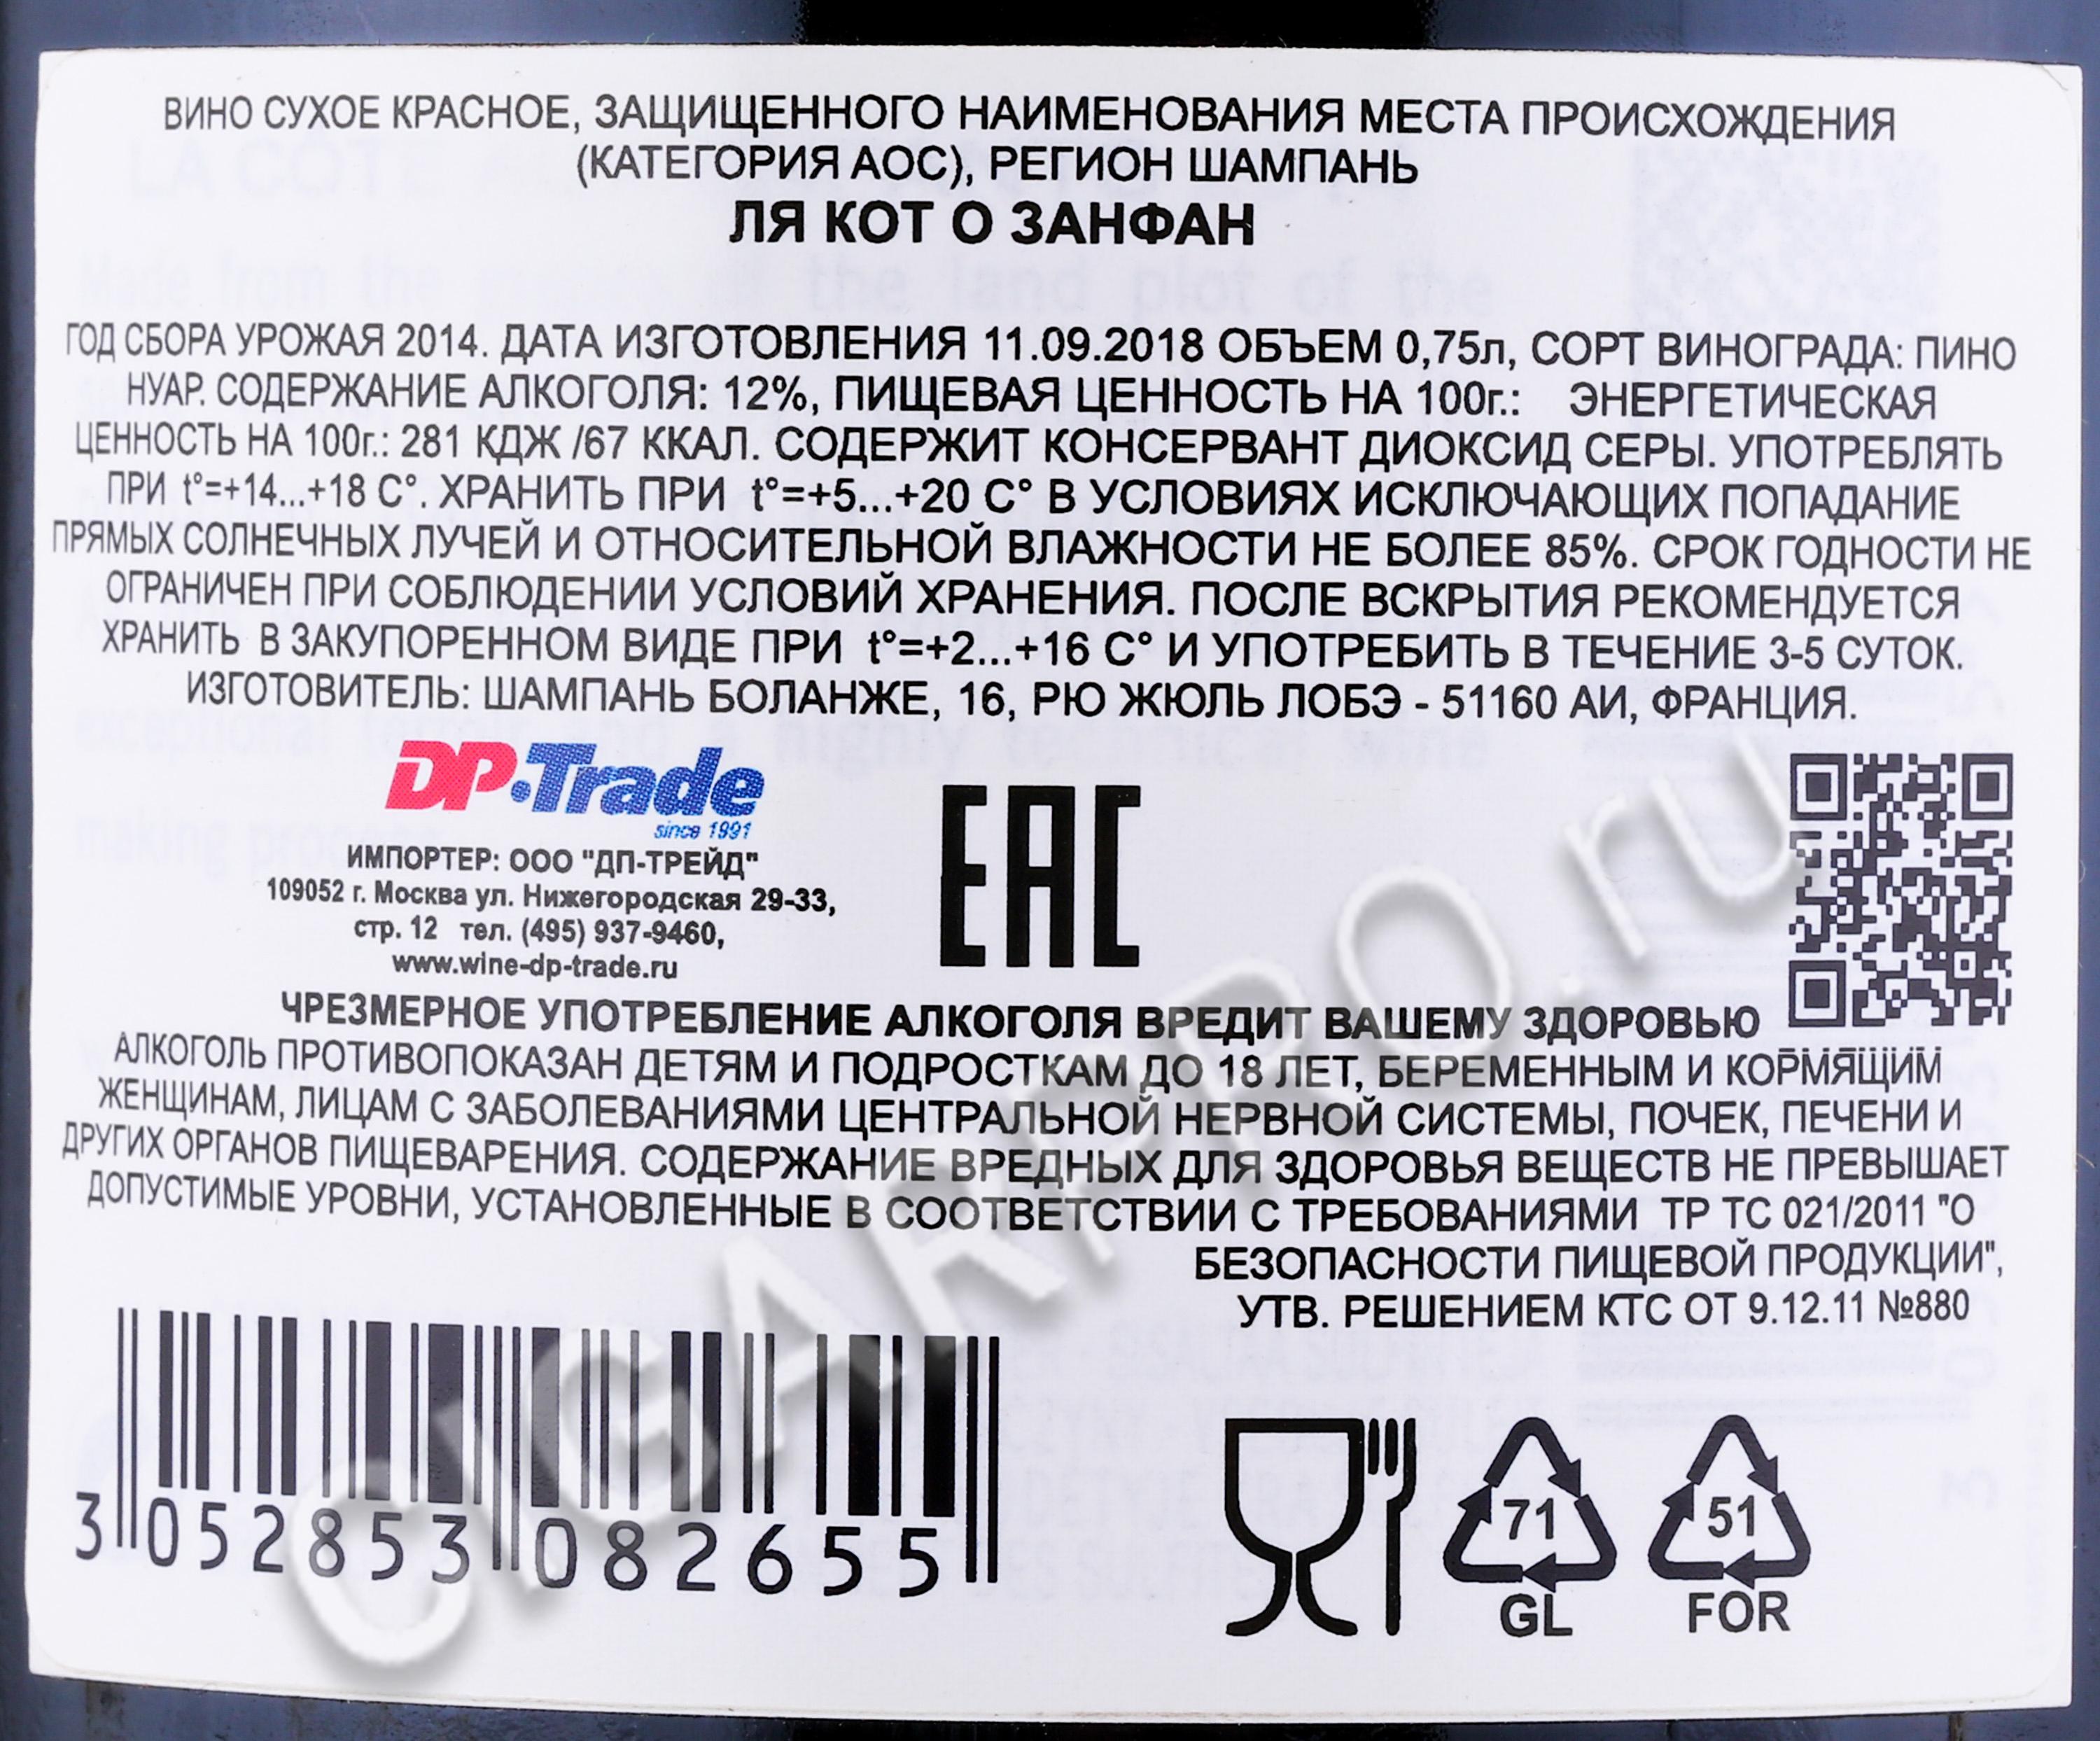 ВИНО СУХОЕ КРАСНОЕ, ЗАЩИЩЕННОГО НАИМЕНОВАНИЯ МЕСТА ПРОИСХОЖДЕНИЯ
(КАТЕГОРИЯ АОС), РЕГИОН ШАМПАНЬ
ЛЯ КОТ О ЗАНФАН
ГОД СБОРА УРОЖАЯ 2014. ДАТА ИЗГОТОВЛЕНИЯ 11.09.2018 ОБЪЕМ 0,75л, СОРТ ВИНОГРАДА: ПИНО
НУАР. СОДЕРЖАНИЕ АЛКОГОЛЯ: 12%, ПИЩЕВАЯ ЦЕННОСТЬ НА 100г.: ЭНЕРГЕТИЧЕСКАЯ
ЦЕННОСТЬ НА 100г.: 281 КДЖ /67 ККАЛ. СОДЕРЖИТ КОНСЕРВАНТ ДИОКСИД СЕРЫ. УПОТРЕБЛЯТЬ
ПРИ t°=+14...+18 C°. ХРАНИТЬ ПРИ t°=+5...+20 C° В УСЛОВИЯХ ИСКЛЮЧАЮЩИХ ПОПАДАНИЕ
ПРЯМЫХ СОЛНЕЧНЫХ ЛУЧЕЙ И ОТНОСИТЕЛЬНОЙ ВЛАЖНОСТИ НЕ БОЛЕЕ 85%. СРОК ГОДНОСТИ НЕ
ОГРАНИЧЕН ПРИ СОБЛЮДЕНИИ УСЛОВИЙ ХРАНЕНИЯ. ПОСЛЕ ВСКРЫТИЯ РЕКОМЕНДУЕТСЯ
ХРАНИТЬ В ЗАКУПОРЕННОМ ВИДЕ ПРИ t°=+2...+16 C° И УПОТРЕБИТЬ В ТЕЧЕНИЕ 3-5 СУТОК.
ИЗГОТОВИТЕЛЬ: ШАМПАНЬ БОЛАНЖЕ, 16, РЮ ЖЮЛЬ ЛОБЭ - 51160 АИ, ФРАНЦИЯ.
DP•Trade
since 1991
ИМПОРТЕР: ООО "ДП-ТРЕЙД"
109052 г. Москва ул. Нижегородская 29-33,
стр. 12 тел. (495) 937-9460,
www.wine-dp-trade.ru
EAC
ЧРЕЗМЕРНОЕ УПОТРЕБЛЕНИЕ АЛКОГОЛЯ ВРЕДИТ ВАШЕМУ ЗДОРОВЬЮ
АЛКОГОЛЬ ПРОТИВОПОКАЗАН ДЕТЯМ И ПОДРОСТКАМ ДО 18 ЛЕТ, БЕРЕМЕННЫМ И КОРМЯЩИМ
ЖЕНЩИНАМ, ЛИЦАМ С ЗАБОЛЕВАНИЯМИ ЦЕНТРАЛЬНОЙ НЕРВНОЙ СИСТЕМЫ, ПОЧЕК, ПЕЧЕНИ И
ДРУГИХ ОРГАНОВ ПИЩЕВАРЕНИЯ. СОДЕРЖАНИЕ ВРЕДНЫХ ДЛЯ ЗДОРОВЬЯ ВЕЩЕСТВ НЕ ПРЕВЫШАЕТ
ДОПУСТИМЫЕ УРОВНИ, УСТАНОВЛЕННЫЕ В СООТВЕТСТВИИ С ТРЕБОВАНИЯМИ ТР ТС 021/2011 "О
БЕЗОПАСНОСТИ ПИЩЕВОЙ ПРОДУКЦИИ",
УТВ. РЕШЕНИЕМ КТС ОТ 9.12.11 №880
3 052853 082655
71
GL
51
FOR
CIGARPRO.ru